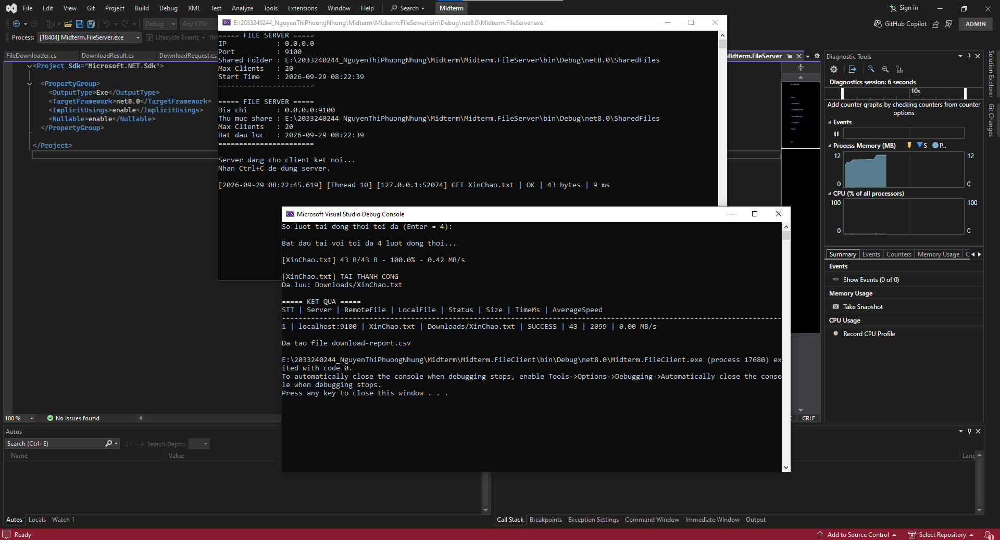 File Edit View Git Project Build Debug XML Test Analyze Tools Extensions Window Help Search Midterm Sign in
Debug Any CPU GitHub Copilot ADMIN
Process: [18404] Midterm.FileServer.exe Lifecycle Events
FileDownloader.cs DownloadResult.cs DownloadRequest.cs Midterm.FileServer
<Project Sdk="Microsoft.NET.Sdk">
<PropertyGroup>
<OutputType>Exe</OutputType>
<TargetFramework>net8.0</TargetFramework>
<ImplicitUsings>enable</ImplicitUsings>
<Nullable>enable</Nullable>
</PropertyGroup>
</Project>
100 % No issues found
CRLF
E:\2033240244_NguyenThiPhuongNhung\Midterm\Midterm.FileServer\bin\Debug\net8.0\Midterm.FileServer.exe
===== FILE SERVER =====
IP : 0.0.0.0
Port : 9100
Shared Folder : E:\2033240244_NguyenThiPhuongNhung\Midterm\Midterm.FileServer\bin\Debug\net8.0\SharedFiles
Max Clients : 20
Start Time : 2026-09-29 08:22:39
=======================
===== FILE SERVER =====
Dia chi : 0.0.0.0:9100
Thu muc share : E:\2033240244_NguyenThiPhuongNhung\Midterm\Midterm.FileServer\bin\Debug\net8.0\SharedFiles
Max Clients : 20
Bat dau luc : 2026-09-29 08:22:39
=======================
Server dang cho client ket noi...
Nhan Ctrl+C de dung server.
[2026-09-29 08:22:45.619] [Thread 10] [127.0.0.1:52074] GET XinChao.txt | OK | 43 bytes | 9 ms
Microsoft Visual Studio Debug Console
So luot tai dong thoi toi da (Enter = 4):
Bat dau tai voi toi da 4 luot dong thoi...
[XinChao.txt] 43 B/43 B - 100.0% - 0.42 MB/s
[XinChao.txt] TAI THANH CONG
Da luu: Downloads/XinChao.txt
===== KET QUA =====
STT | Server | RemoteFile | LocalFile | Status | Size | TimeMs | AverageSpeed
------------------------------------------------------------------------------------------------------------------------
1 | localhost:9100 | XinChao.txt | Downloads/XinChao.txt | SUCCESS | 43 | 2099 | 0.00 MB/s
Da tao file download-report.csv
E:\2033240244_NguyenThiPhuongNhung\Midterm\Midterm.FileClient\bin\Debug\net8.0\Midterm.FileClient.exe (process 17680) ex
ited with code 0.
To automatically close the console when debugging stops, enable Tools->Options->Debugging->Automatically close the conso
le when debugging stops.
Press any key to close this window . . .
Diagnostic Tools
Diagnostics session: 6 seconds
10s
Add counter graphs by checking counters from counter
options
Events
Process Memory (MB) S P..
12 12
0 0
CPU (% of all processors)
100 100
0 0
Summary Events Counters Memory Usage C
Events
Show Events (0 of 0)
Memory Usage
Take Snapshot
CPU Usage
Record CPU Profile
Solution Explorer
Git Changes
Autos
Search (Ctrl+E) Search Depth:
Name Value
Lang
Autos Locals Watch 1
Call Stack Breakpoints Exception Settings Command Window Immediate Window Output
Ready Add to Source Control Select Repository 1